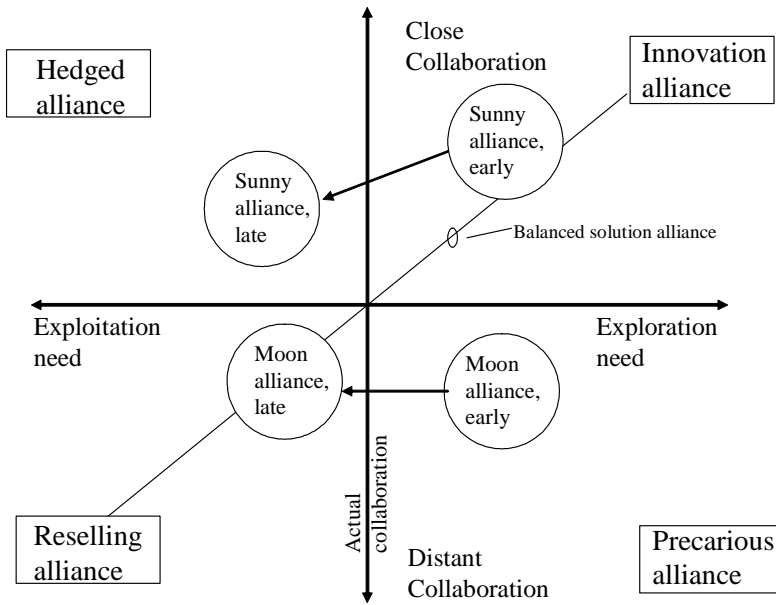 Hedged
alliance
Close
Collaboration
Innovation
alliance
Sunny
alliance,
early
Sunny
alliance,
late
Balanced solution alliance
Exploitation
need
Exploration
need
Moon
alliance,
late
Moon
alliance,
early
Actual
collaboration
Reselling
alliance
Distant
Collaboration
Precarious
alliance